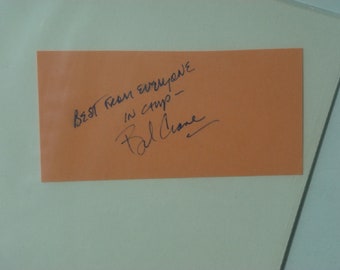 BEST FROM EVERYONE
IN CAMP –
Bob Crane